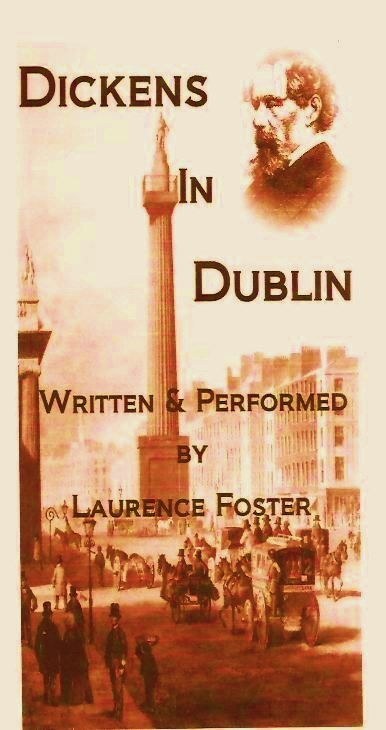 DICKENS
IN
DUBLIN
WRITTEN & PERFORMED
BY
LAURENCE FOSTER